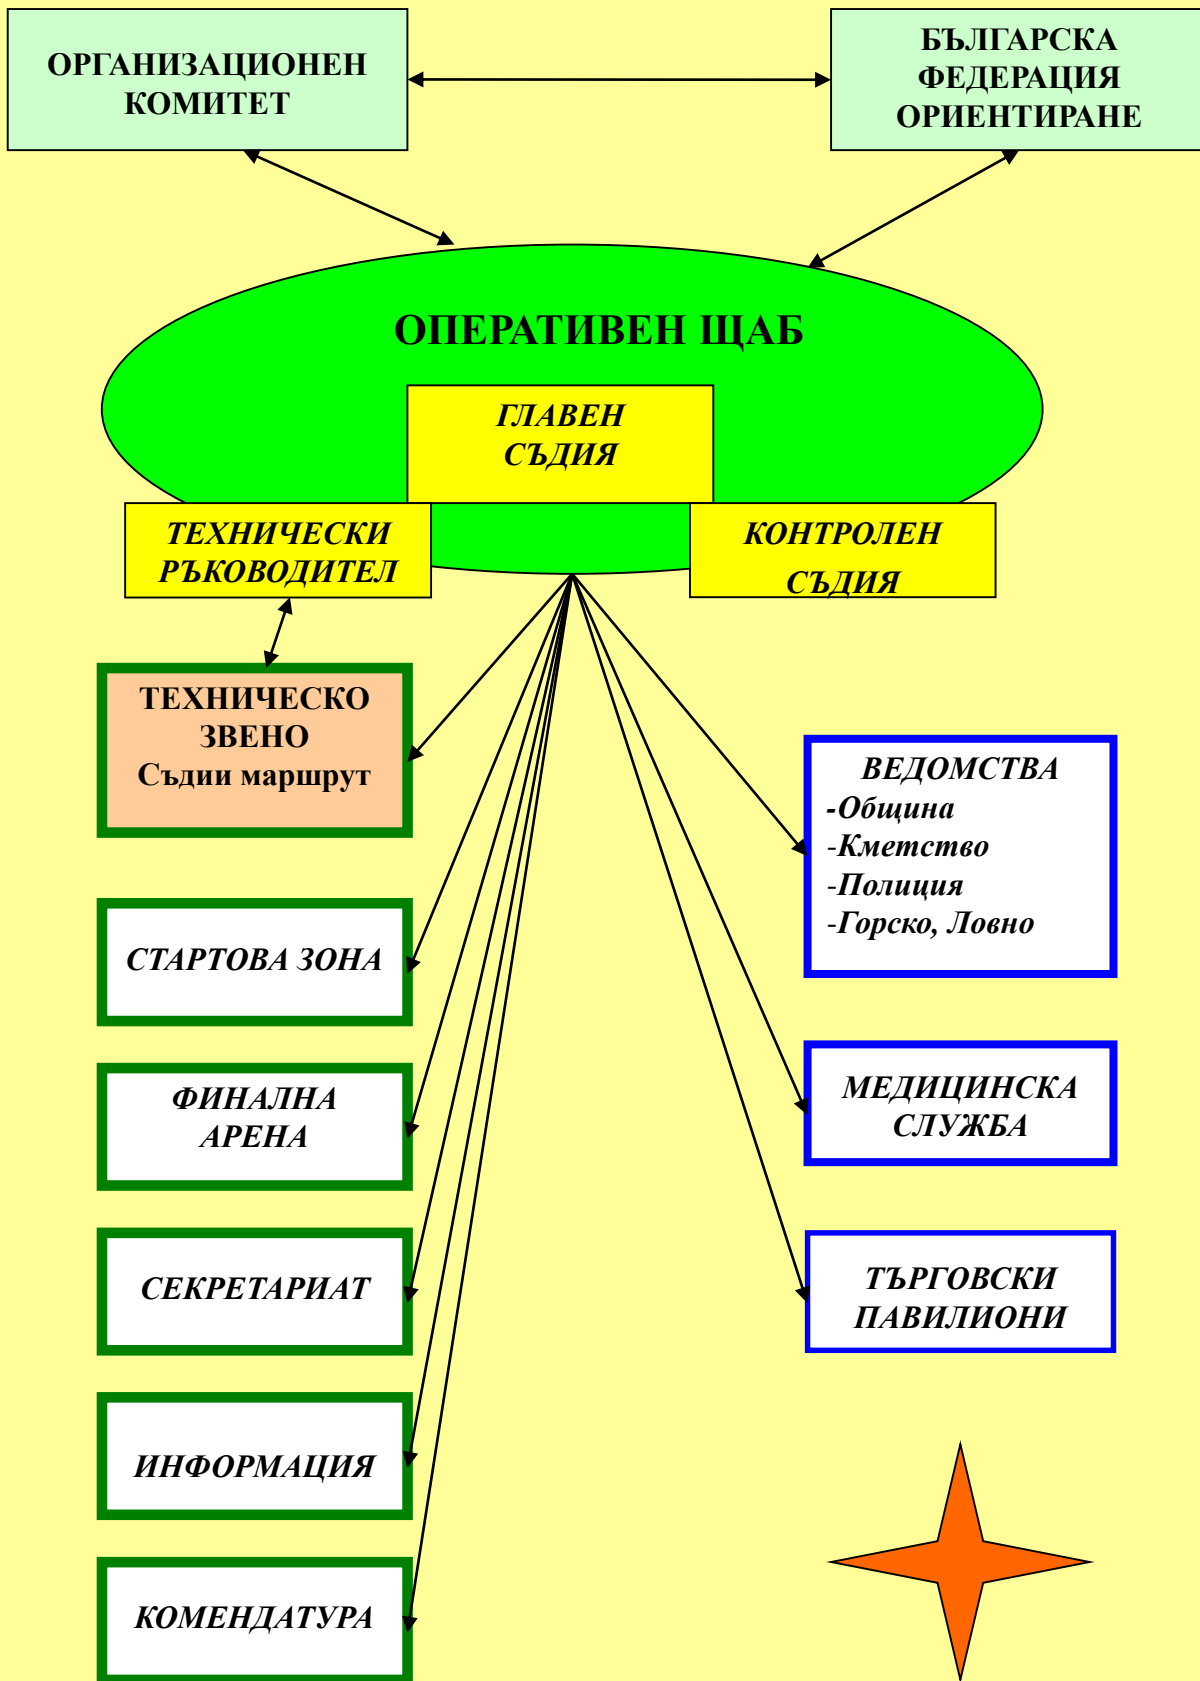 ОРГАНИЗАЦИОНЕН
КОМИТЕТ
БЪЛГАРСКА
ФЕДЕРАЦИЯ
ОРИЕНТИРАНЕ
ОПЕРАТИВЕН ЩАБ
ГЛАВЕН
СЪДИЯ
ТЕХНИЧЕСКИ
РЪКОВОДИТЕЛ
КОНТРОЛЕН
СЪДИЯ
ТЕХНИЧЕСКО
ЗВЕНО
Съдии маршрут
СТАРТОВА ЗОНА
ФИНАЛНА
АРЕНА
СЕКРЕТАРИАТ
ИНФОРМАЦИЯ
КОМЕНДАТУРА
ВЕДОМСТВА
-Община
-Кметство
-Полиция
-Горско, Ловно
МЕДИЦИНСКА
СЛУЖБА
ТЪРГОВСКИ
ПАВИЛИОНИ